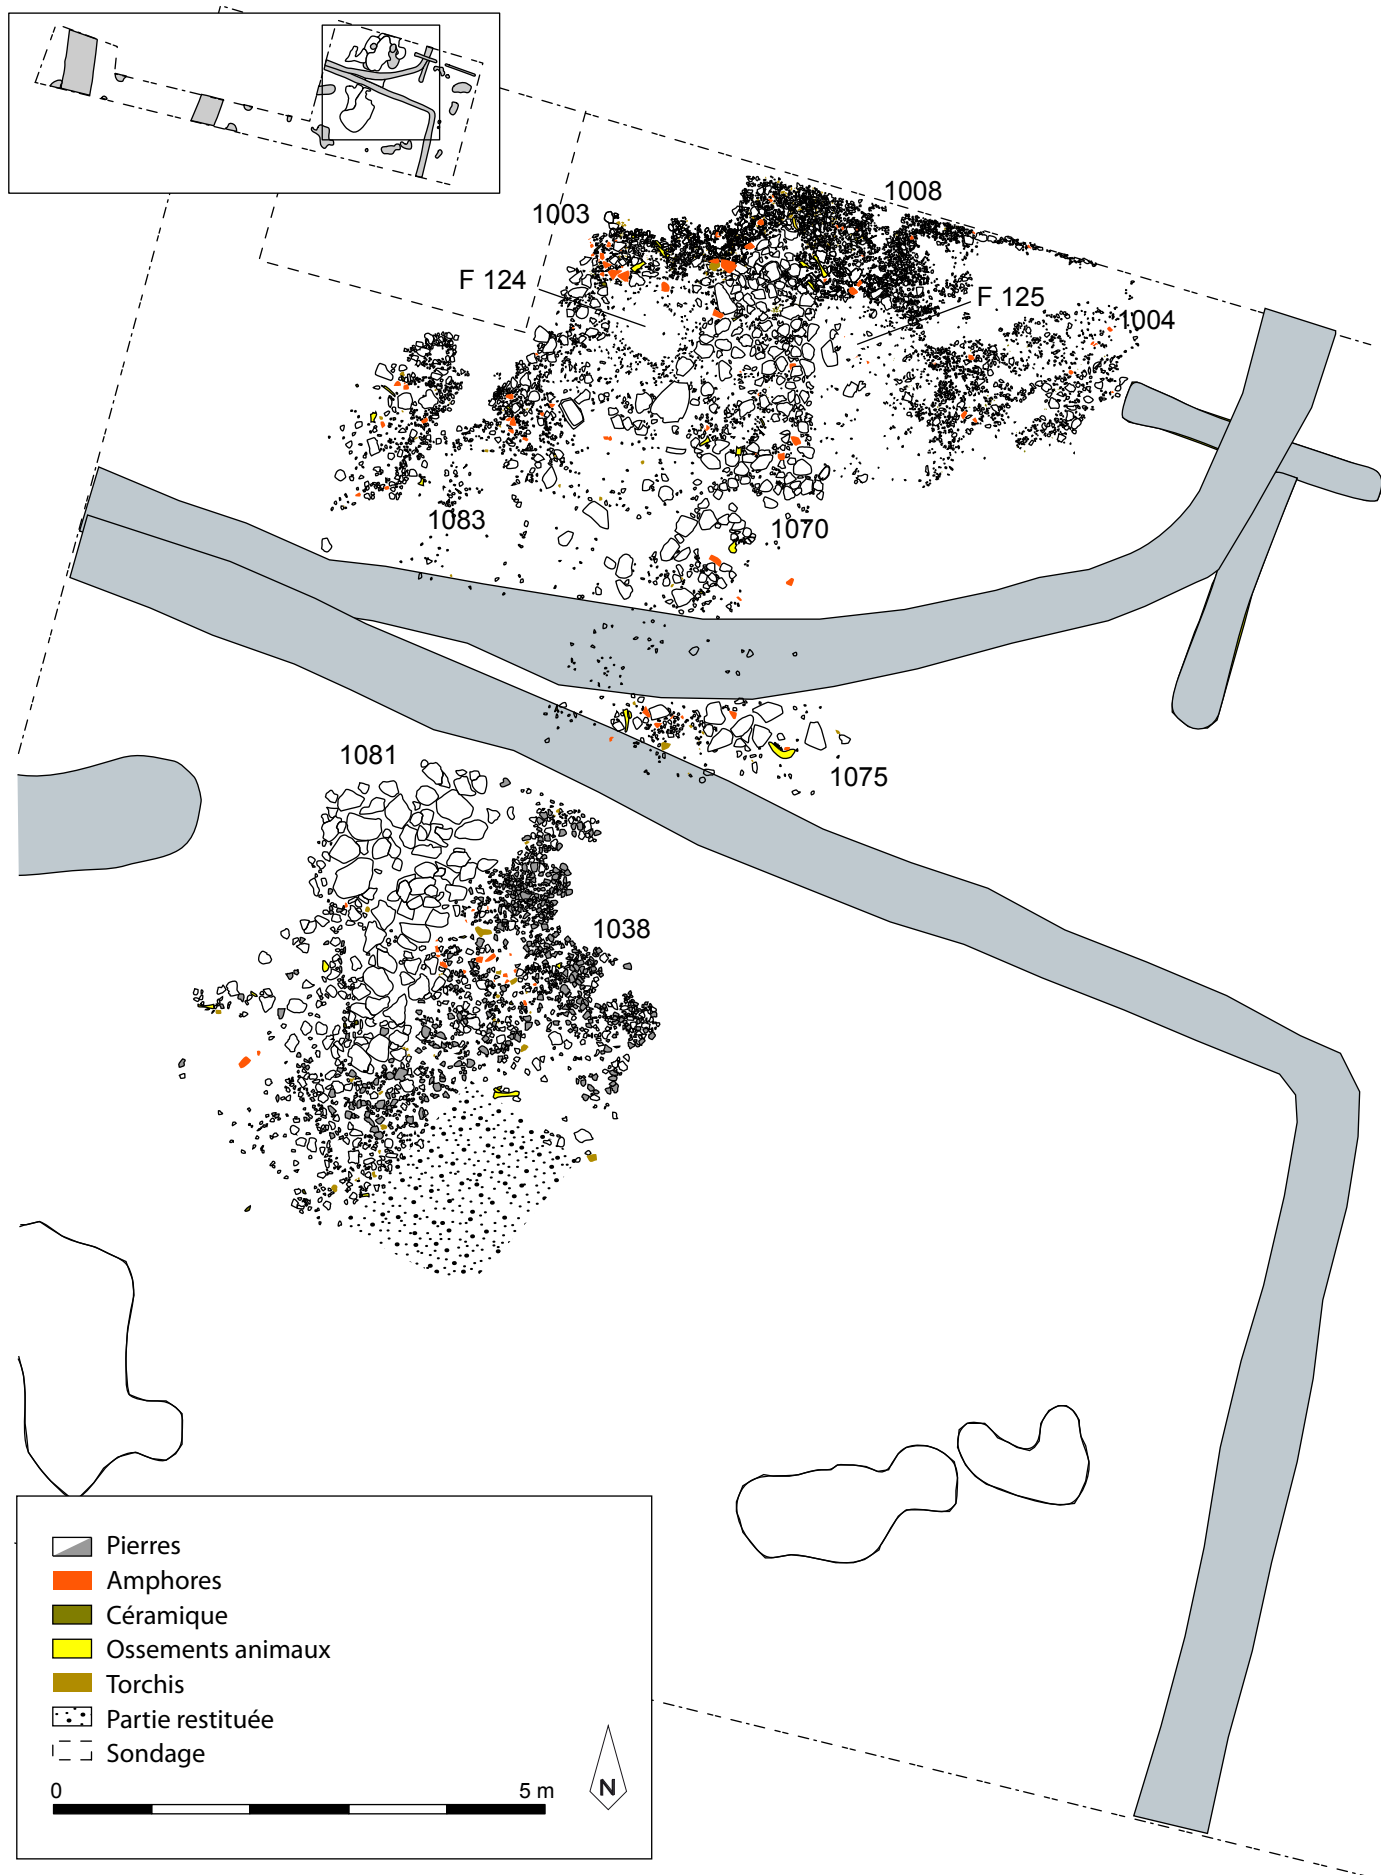 1008
1003
F 124
F 125
1004
1083
1070
1081
1075
1038
Pierres
Amphores
Céramique
Ossements animaux
Torchis
Partie restituée
Sondage
0 5 m
N